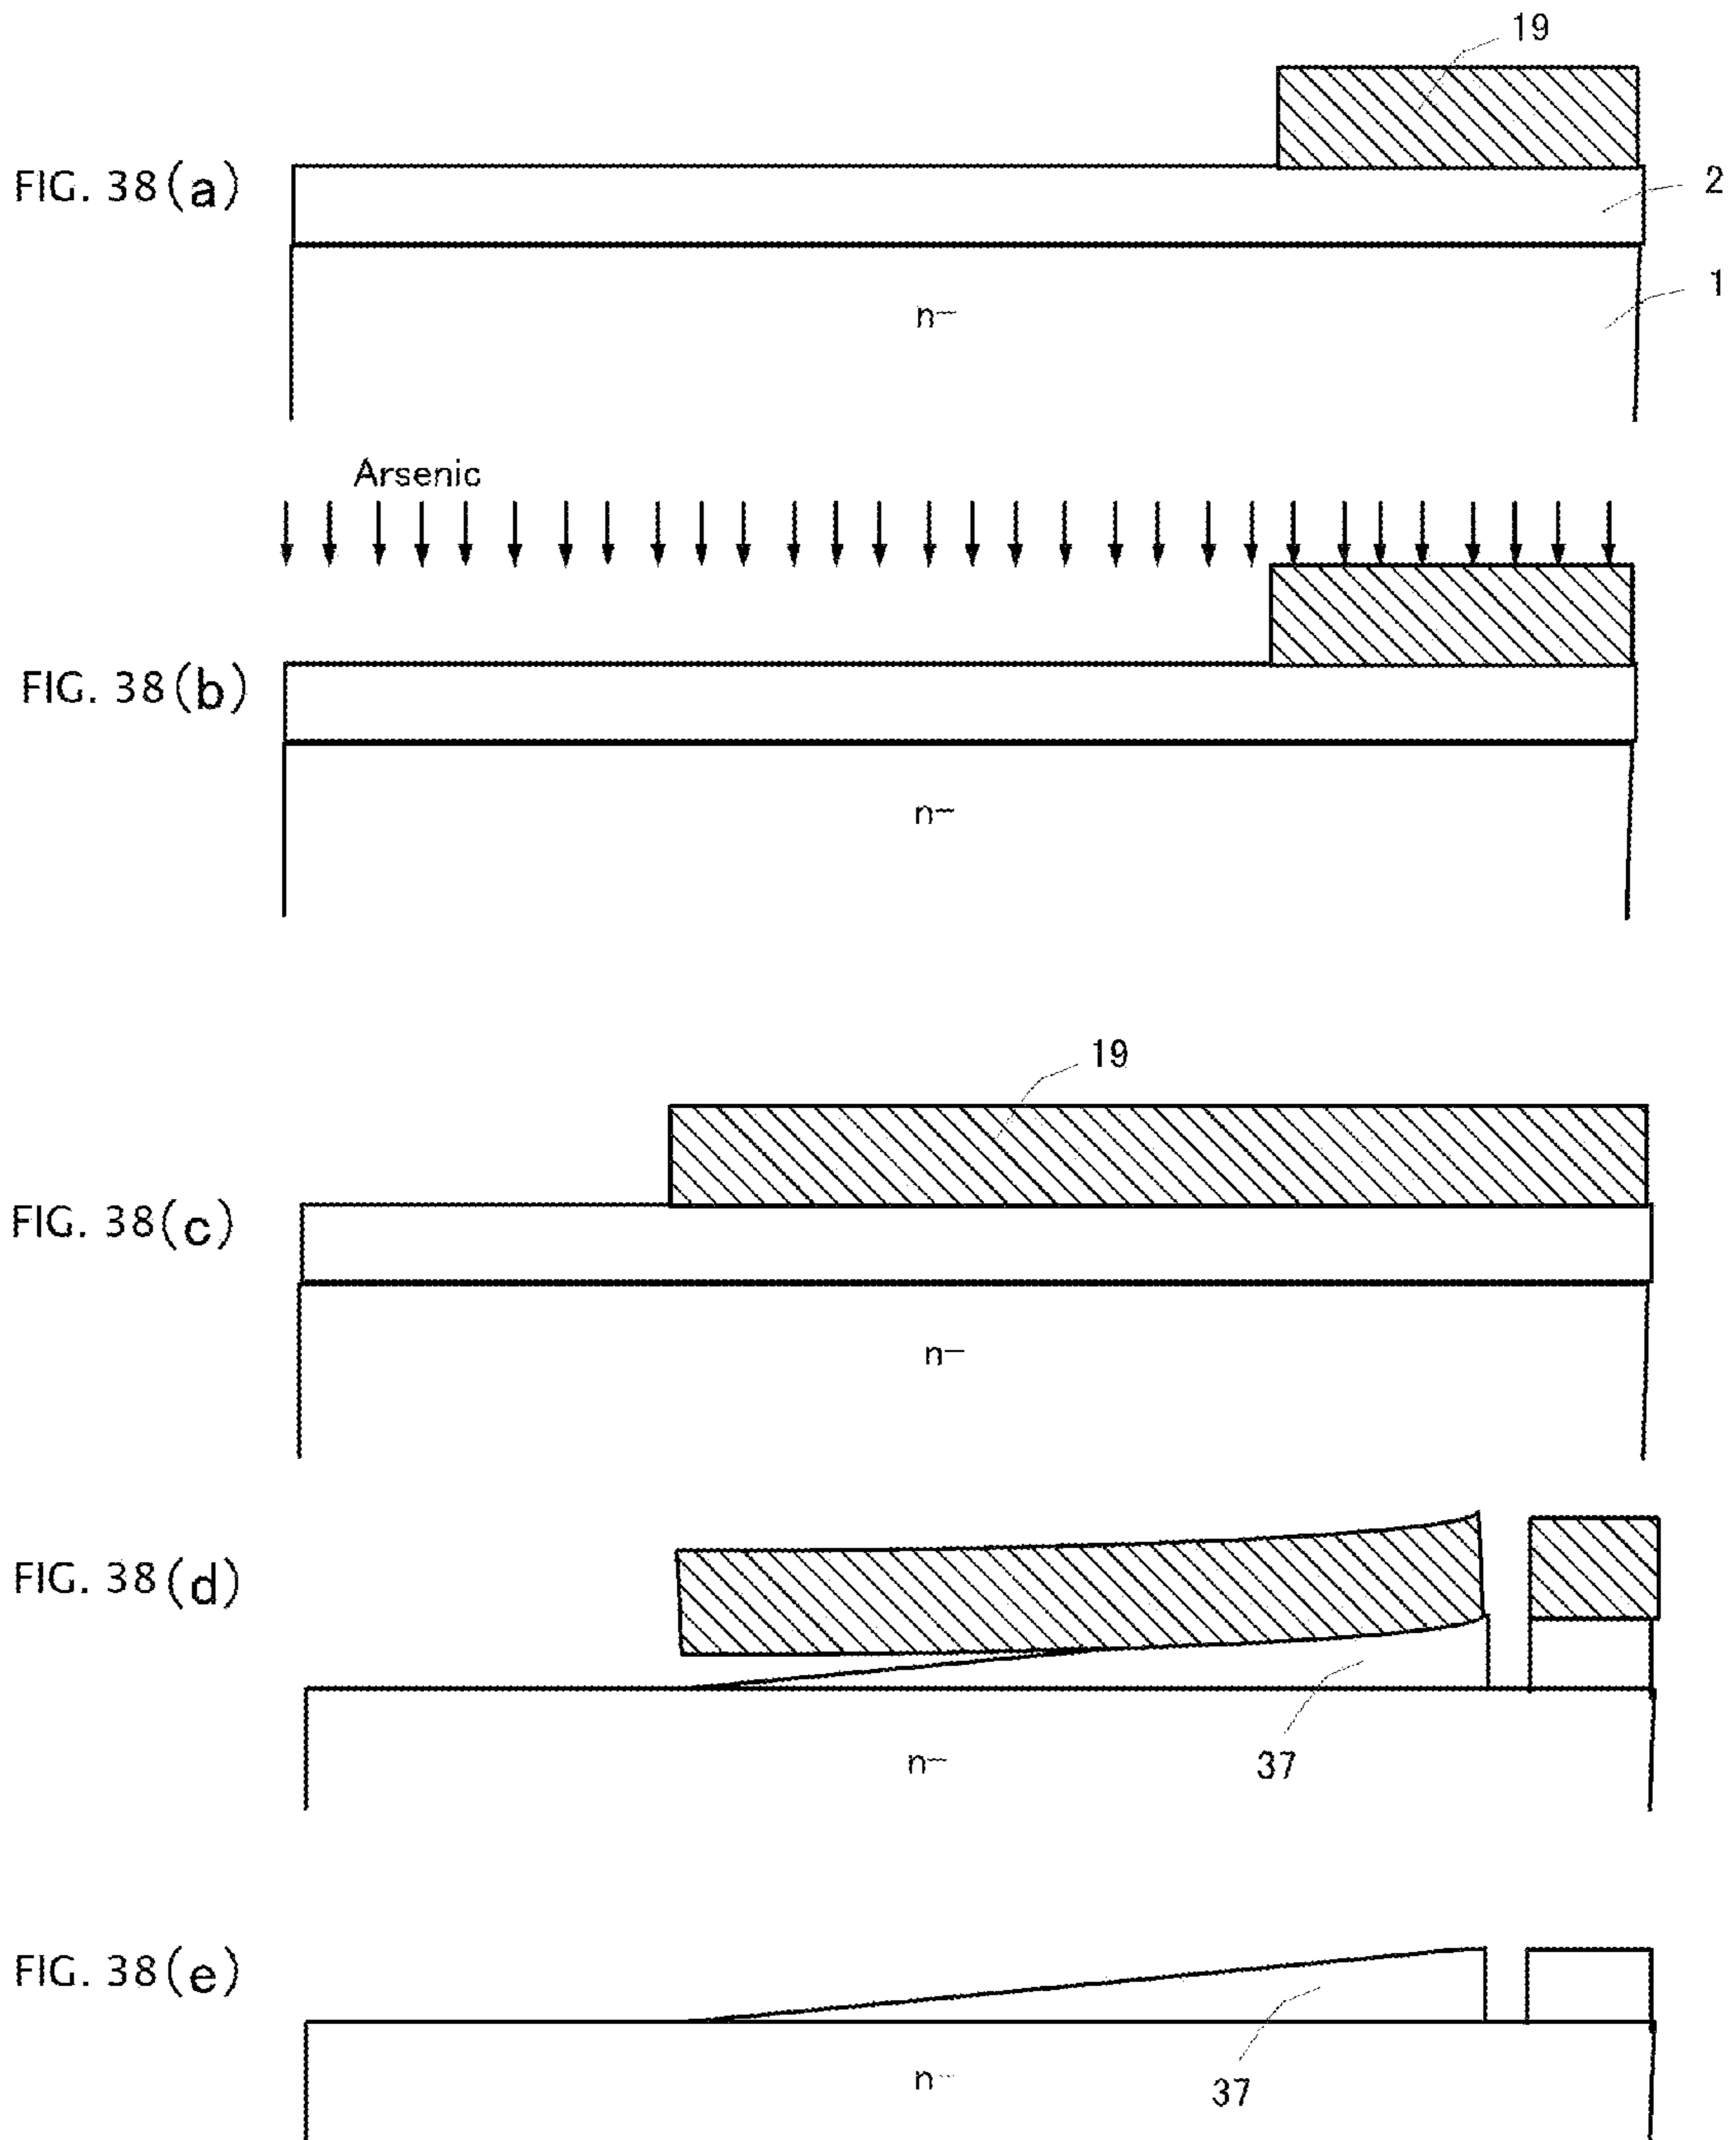 19
FIG. 38(a)
2
1
n−
Arsenic
FIG. 38(b)
n−
19
FIG. 38(c)
n−
FIG. 38(d)
n−
37
FIG. 38(e)
n−
37